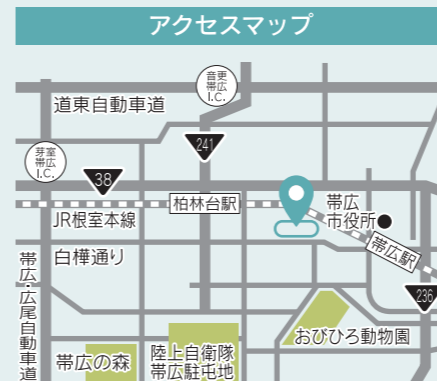 アクセスマップ
音更
帯広
I.C.
道東自動車道
241
芽室
帯広
I.C.
38
柏林台駅
帯広
市役所
JR根室本線
帯広駅
白樺通り
236
帯広・広尾自動車道
おびひろ動物園
帯広の森
陸上自衛隊
帯広駐屯地